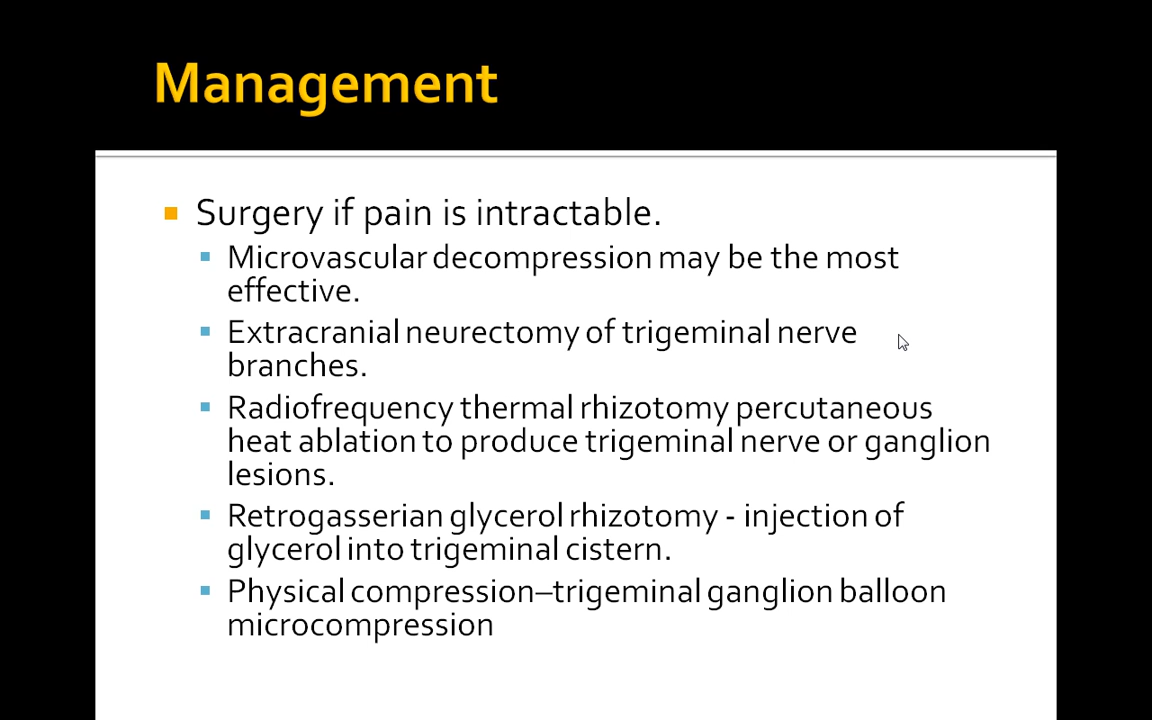 Management
Surgery if pain is intractable.
Microvascular decompression may be the most
effective.
Extracranial neurectomy of trigeminal nerve
branches.
Radiofrequency thermal rhizotomy percutaneous
heat ablation to produce trigeminal nerve or ganglion
lesions.
Retrogasserian glycerol rhizotomy - injection of
glycerol into trigeminal cistern.
Physical compression–trigeminal ganglion balloon
microcompression